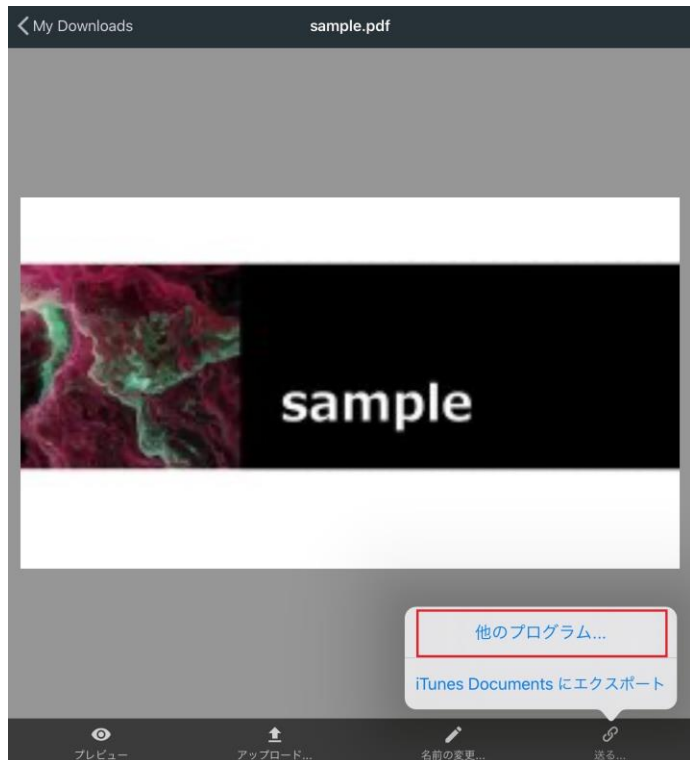 My Downloads
sample.pdf
sample
他のプログラム...
iTunes Documents にエクスポート
プレビュー
アップロード...
名前の変更...
送る...